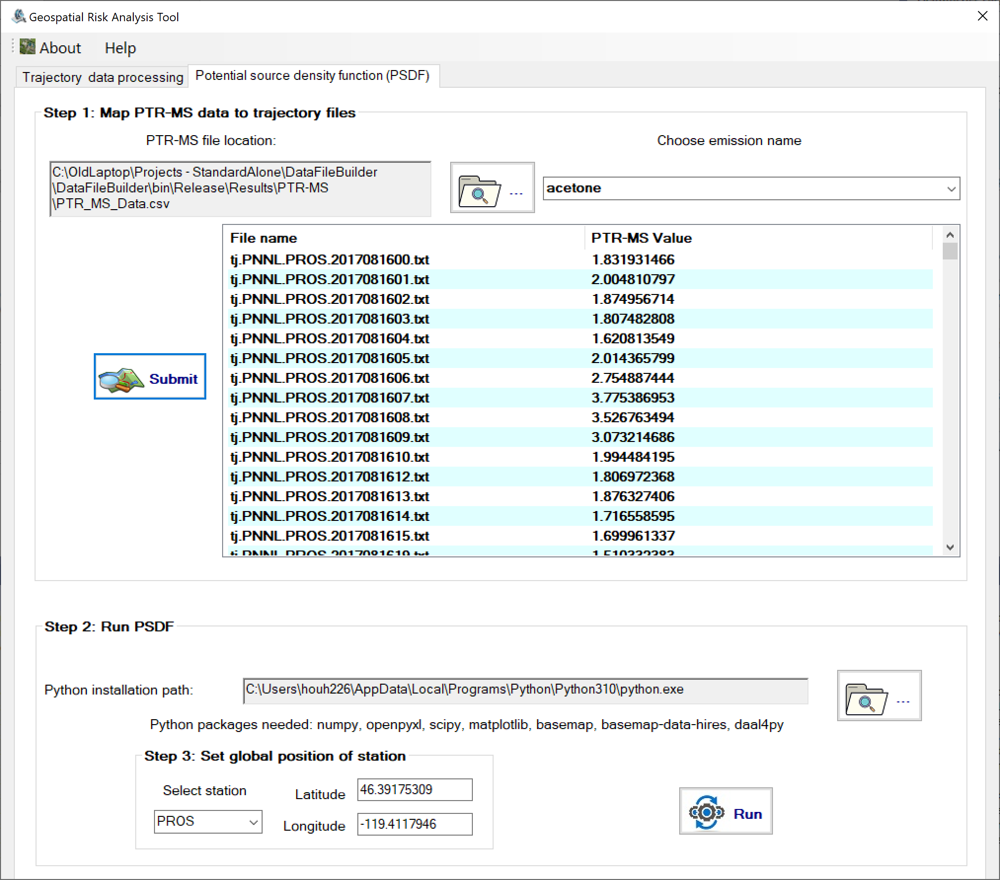 Geospatial Risk Analysis Tool
About Help
Trajectory data processing
Potential source density function (PSDF)
Step 1: Map PTR-MS data to trajectory files
PTR-MS file location:
Choose emission name
C:\OldLaptop\Projects - StandardAlone\DataFileBuilder
\DataFileBuilder\bin\Release\Results\PTR-MS
\PTR_MS_Data.csv
...
acetone
File name PTR-MS Value
tj.PNNL.PROS.2017081600.txt 1.831931466
tj.PNNL.PROS.2017081601.txt 2.004810797
tj.PNNL.PROS.2017081602.txt 1.874956714
tj.PNNL.PROS.2017081603.txt 1.807482808
tj.PNNL.PROS.2017081604.txt 1.620813549
tj.PNNL.PROS.2017081605.txt 2.014365799
tj.PNNL.PROS.2017081606.txt 2.754887444
tj.PNNL.PROS.2017081607.txt 3.775386953
tj.PNNL.PROS.2017081608.txt 3.526763494
tj.PNNL.PROS.2017081609.txt 3.073214686
tj.PNNL.PROS.2017081610.txt 1.994484195
tj.PNNL.PROS.2017081612.txt 1.806972368
tj.PNNL.PROS.2017081613.txt 1.876327406
tj.PNNL.PROS.2017081614.txt 1.716558595
tj.PNNL.PROS.2017081615.txt 1.699961337
Submit
Step 2: Run PSDF
Python installation path:
C:\Users\houh226\AppData\Local\Programs\Python\Python310\python.exe
...
Python packages needed: numpy, openpyxl, scipy, matplotlib, basemap, basemap-data-hires, daal4py
Step 3: Set global position of station
Select station
PROS
Latitude 46.39175309
Longitude -119.4117946
Run